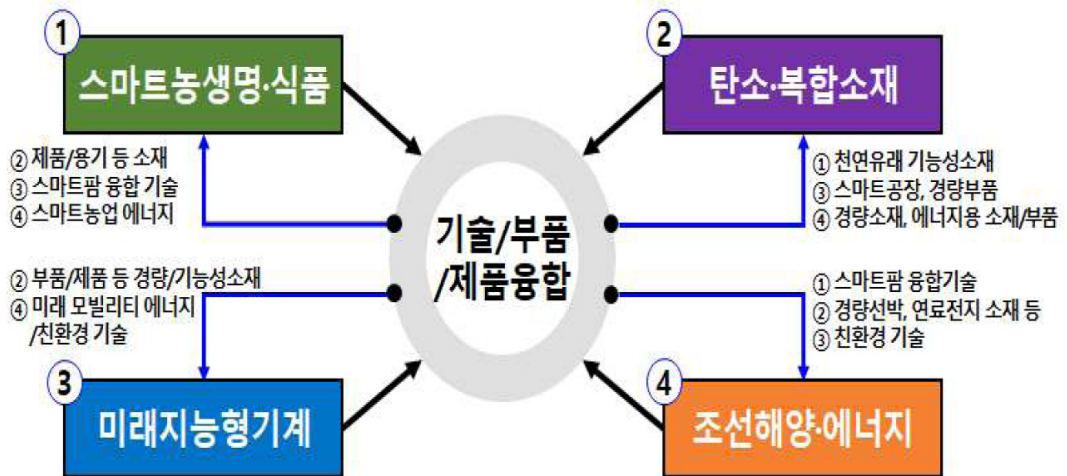 ①
스마트농생명·식품
②
탄소·복합소재
② 제품/용기 등 소재
③ 스마트팜 융합 기술
④ 스마트농업 에너지
① 천연유래 기능성소재
③ 스마트공장, 경량부품
④ 경량소재, 에너지용 소재/부품
기술/부품
/제품융합
② 부품/제품 등 경량/기능성소재
④ 미래 모빌리티 에너지
/친환경 기술
① 스마트팜 융합기술
② 경량선박, 연료전지 소재 등
③ 친환경 기술
③
미래지능형기계
④
조선해양·에너지